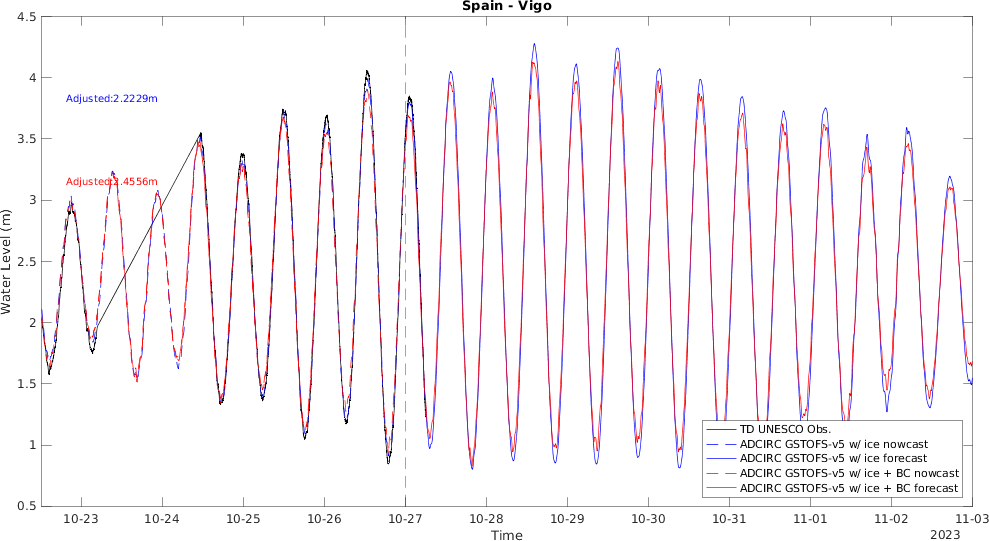 Spain - Vigo
4.5
4
3.5
3
2.5
2
1.5
1
0.5
Water Level (m)
Adjusted:2.2229m
Adjusted:2.4556m
TD UNESCO Obs.
ADCIRC GSTOFS-v5 w/ ice nowcast
ADCIRC GSTOFS-v5 w/ ice forecast
ADCIRC GSTOFS-v5 w/ ice + BC nowcast
ADCIRC GSTOFS-v5 w/ ice + BC forecast
10-23 10-24 10-25 10-26 10-27 10-28 10-29 10-30 10-31 11-01 11-02 11-03
Time
2023